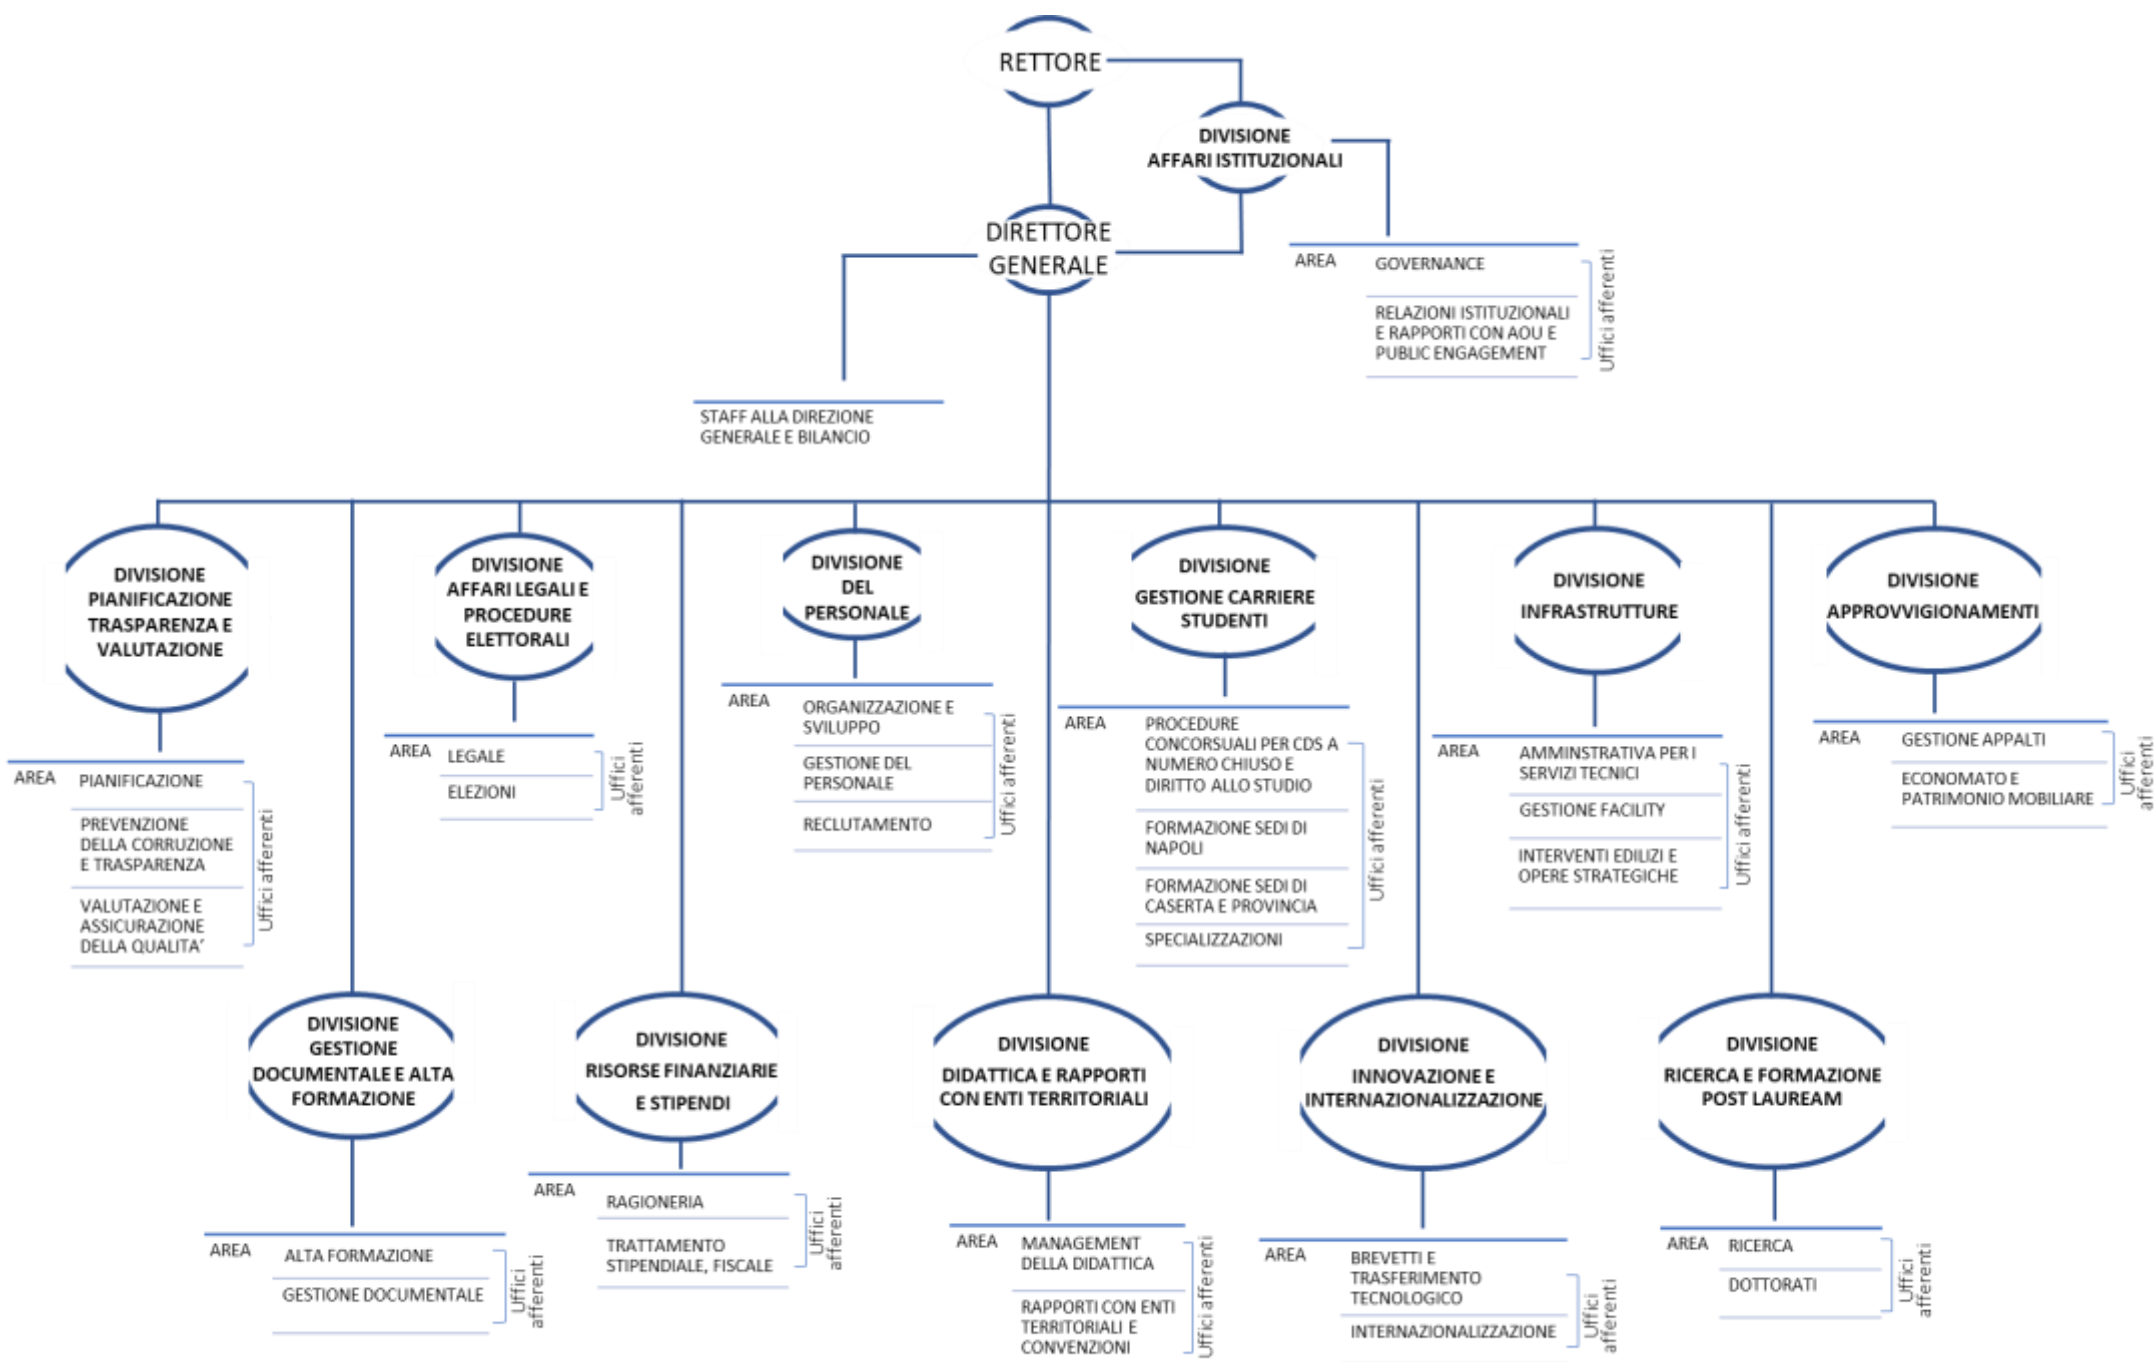 RETTORE
DIVISIONE
AFFARI ISTITUZIONALI
DIRETTORE
GENERALE
AREA
GOVERNANCE
RELAZIONI ISTITUZIONALI
E RAPPORTI CON AOU E
PUBLIC ENGAGEMENT
Uffici afferenti
STAFF ALLA DIREZIONE
GENERALE E BILANCIO
DIVISIONE
PIANIFICAZIONE
TRASPARENZA E
VALUTAZIONE
AREA
PIANIFICAZIONE
PREVENZIONE
DELLA CORRUZIONE
E TRASPARENZA
VALUTAZIONE E
ASSICURAZIONE
DELLA QUALITA'
Uffici afferenti
DIVISIONE
AFFARI LEGALI E
PROCEDURE
ELETTORALI
AREA
LEGALE
ELEZIONI
Uffici
afferenti
DIVISIONE
DEL
PERSONALE
AREA
ORGANIZZAZIONE E
SVILUPPO
GESTIONE DEL
PERSONALE
RECLUTAMENTO
Uffici afferenti
DIVISIONE
GESTIONE CARRIERE
STUDENTI
AREA
PROCEDURE
CONCORSUALI PER CDS A
NUMERO CHIUSO E
DIRITTO ALLO STUDIO
FORMAZIONE SEDI DI
NAPOLI
FORMAZIONE SEDI DI
CASERTA E PROVINCIA
SPECIALIZZAZIONI
Uffici afferenti
DIVISIONE
INFRASTRUTTURE
AREA
AMMINSTRATIVA PER I
SERVIZI TECNICI
GESTIONE FACILITY
INTERVENTI EDILIZI E
OPERE STRATEGICHE
Uffici afferenti
DIVISIONE
APPROVVIGIONAMENTI
AREA
GESTIONE APPALTI
ECONOMATO E
PATRIMONIO MOBILIARE
Uffici
afferenti
DIVISIONE
GESTIONE
DOCUMENTALE E ALTA
FORMAZIONE
AREA
ALTA FORMAZIONE
GESTIONE DOCUMENTALE
Uffici
afferenti
DIVISIONE
RISORSE FINANZIARIE
E STIPENDI
AREA
RAGIONERIA
TRATTAMENTO
STIPENDIALE, FISCALE
Uffici
afferenti
DIVISIONE
DIDATTICA E RAPPORTI
CON ENTI TERRITORIALI
AREA
MANAGEMENT
DELLA DIDATTICA
RAPPORTI CON ENTI
TERRITORIALI E
CONVENZIONI
Uffici afferenti
DIVISIONE
INNOVAZIONE E
INTERNAZIONALIZZAZIONE
AREA
BREVETTI E
TRASFERIMENTO
TECNOLOGICO
INTERNAZIONALIZZAZIONE
Uffici
afferenti
DIVISIONE
RICERCA E FORMAZIONE
POST LAUREAM
AREA
RICERCA
DOTTORATI
Uffici
afferenti